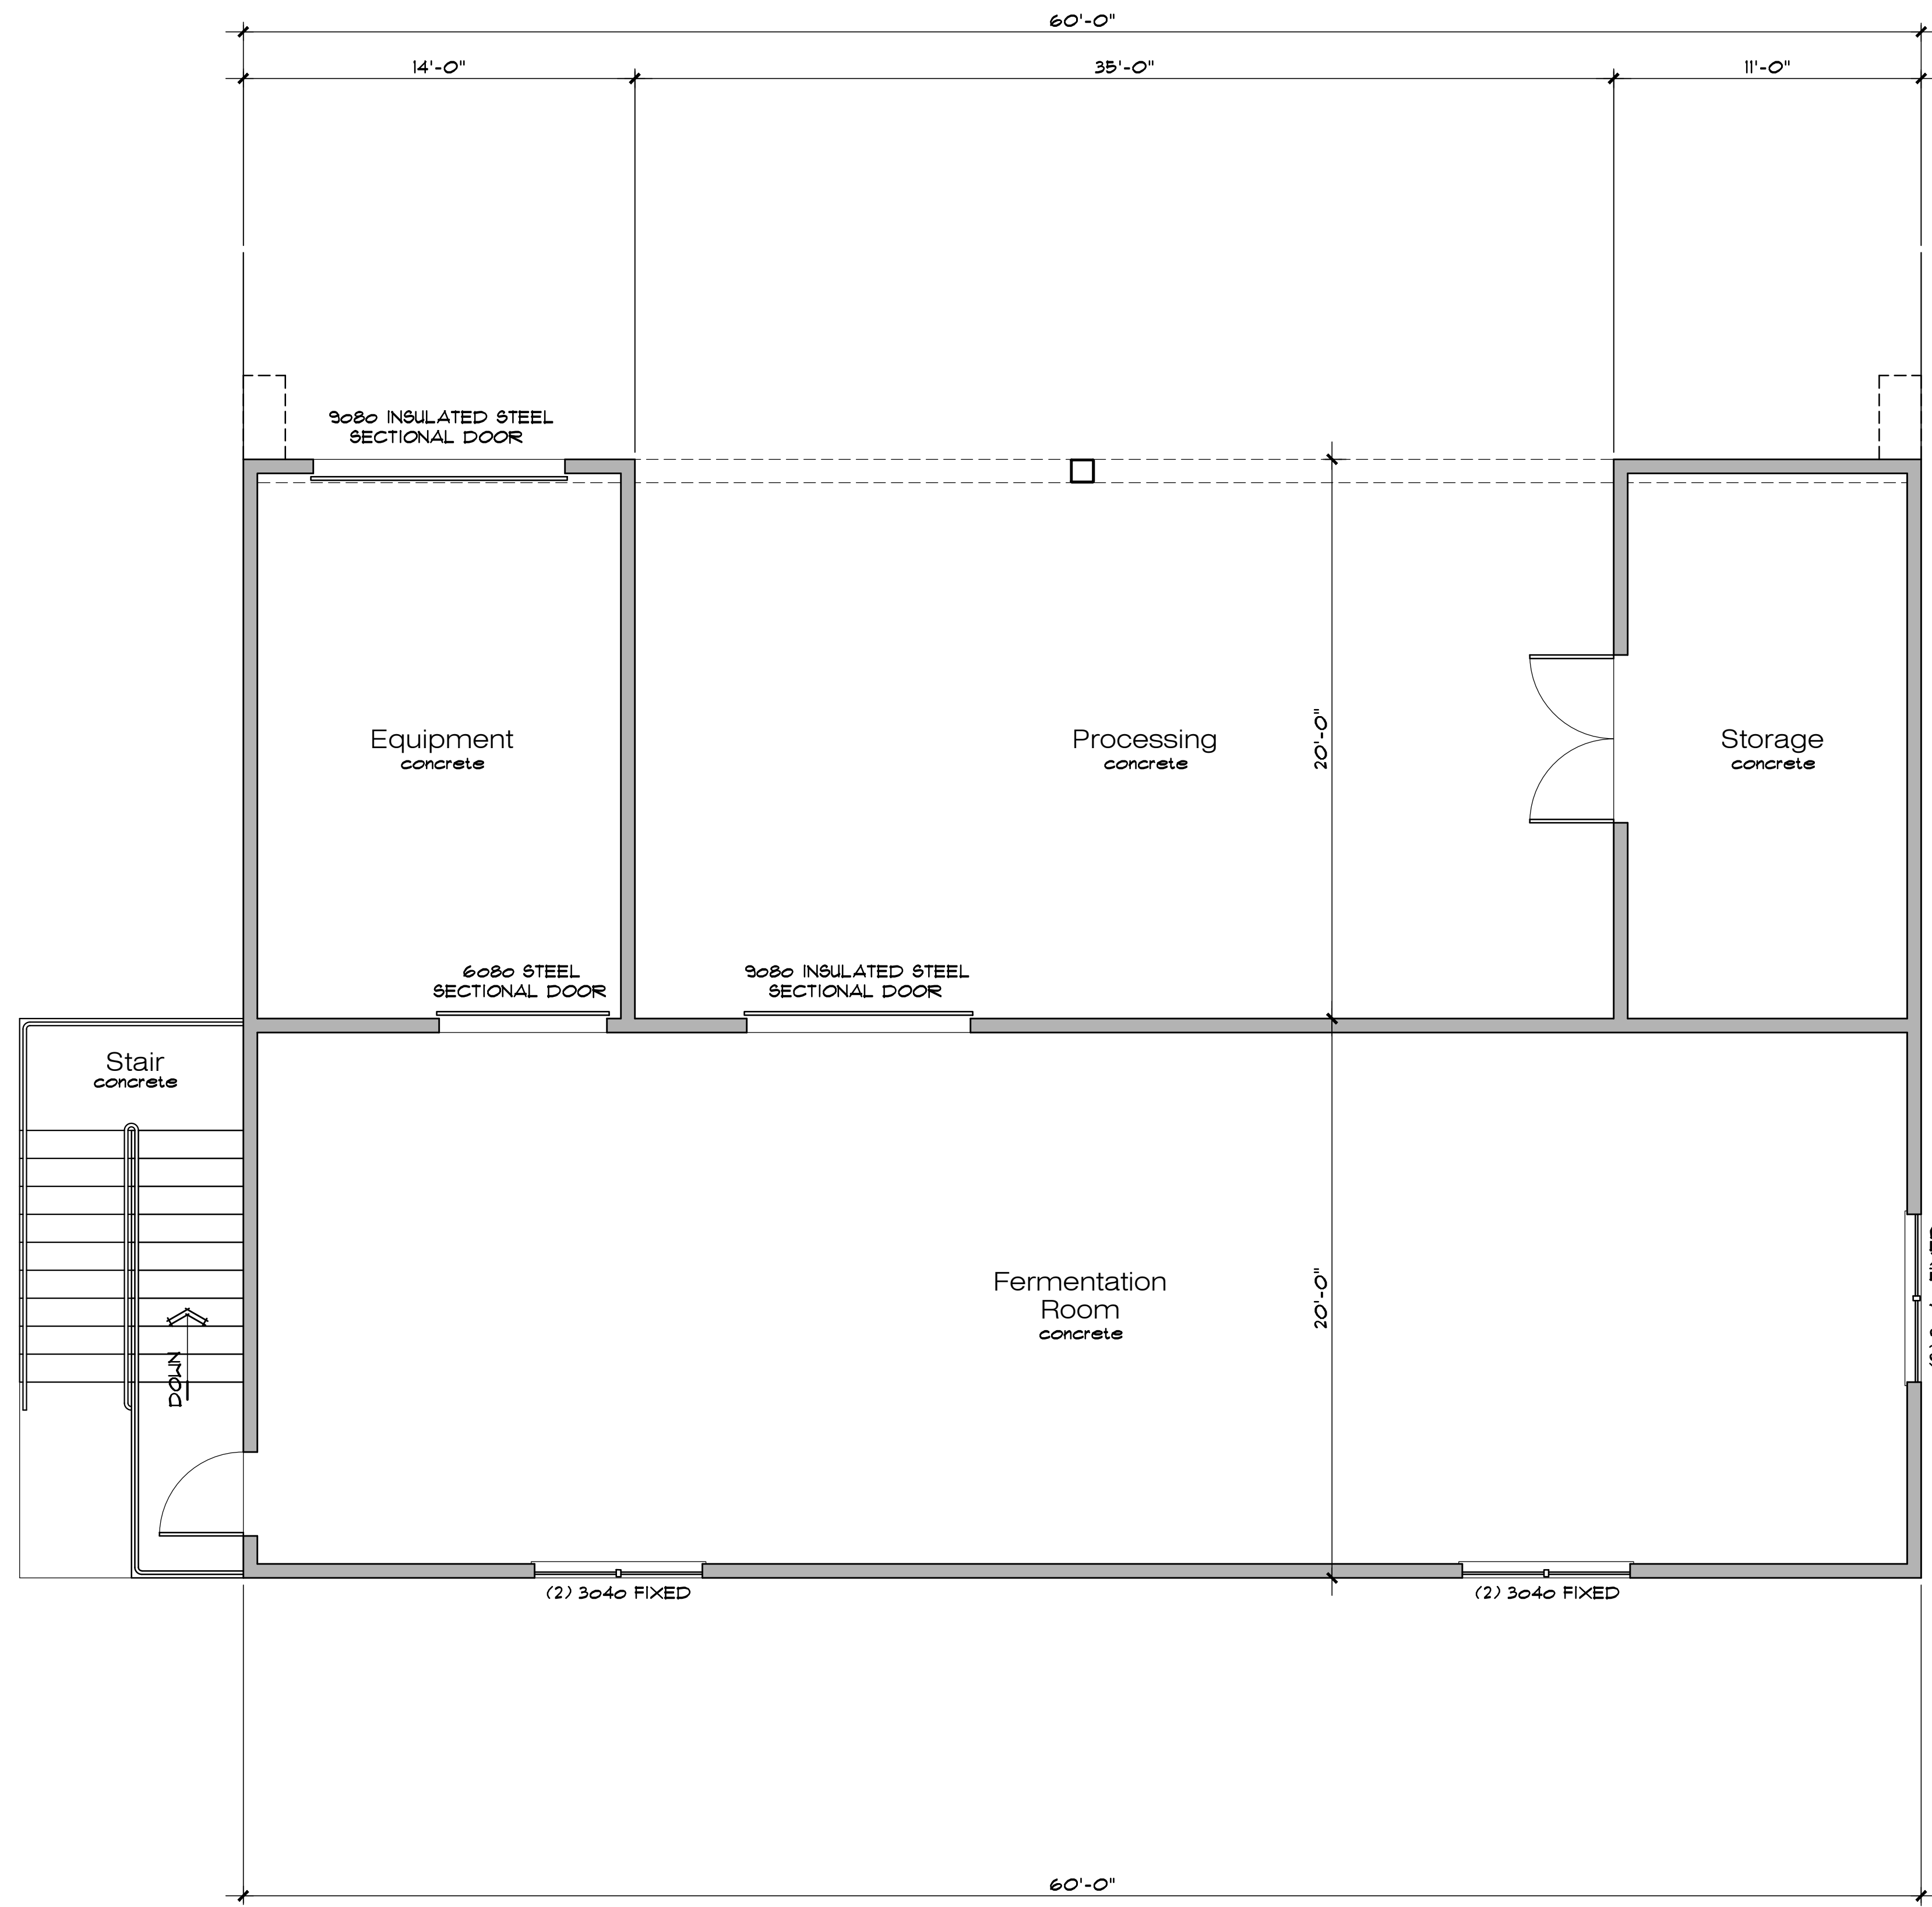 60'-0"
14'-0"
35'-0"
11'-0"
9080 INSULATED STEEL
SECTIONAL DOOR
Equipment
concrete
Processing
concrete
20'-0"
Storage
concrete
6080 STEEL
SECTIONAL DOOR
9080 INSULATED STEEL
SECTIONAL DOOR
Stair
concrete
DOWN
Fermentation
Room
concrete
20'-0"
(2) 3040 FIXED
(2) 3040 FIXED
60'-0"